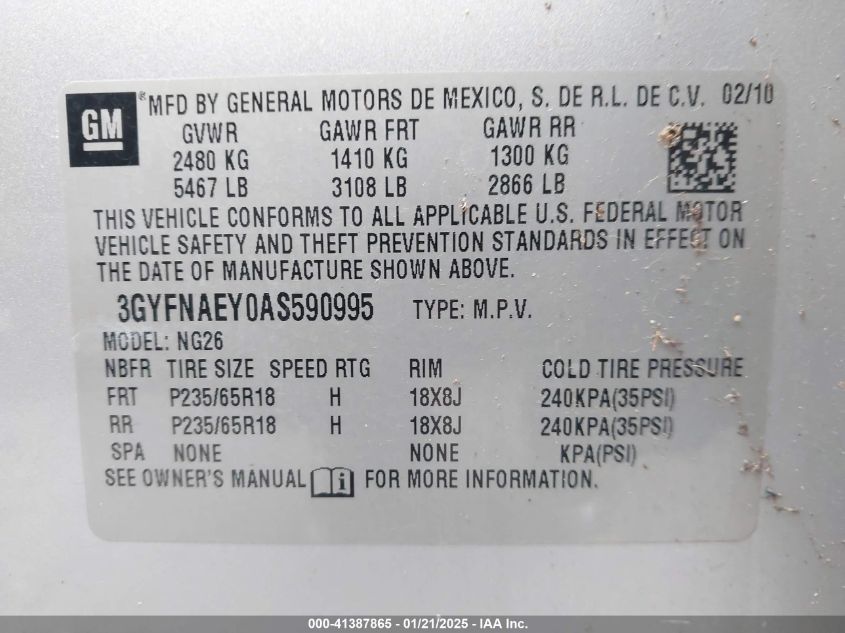 GM
®MFD BY GENERAL MOTORS DE MEXICO, S. DE R.L. DE C.V. 02/10
GVWR GAWR FRT GAWR RR
2480 KG 1410 KG 1300 KG
5467 LB 3108 LB 2866 LB
THIS VEHICLE CONFORMS TO ALL APPLICABLE U.S. FEDERAL MOTOR
VEHICLE SAFETY AND THEFT PREVENTION STANDARDS IN EFFECT ON
THE DATE OF MANUFACTURE SHOWN ABOVE.
3GYFNAEY0AS590995 TYPE: M.P.V.
MODEL: NG26
NBFR TIRE SIZE SPEED RTG RIM COLD TIRE PRESSURE
FRT P235/65R18 H 18X8J 240KPA(35PSI)
RR P235/65R18 H 18X8J 240KPA(35PSI)
SPA NONE NONE KPA(PSI)
SEE OWNER'S MANUAL i FOR MORE INFORMATION.
000-41387865 - 01/21/2025 - IAA Inc.